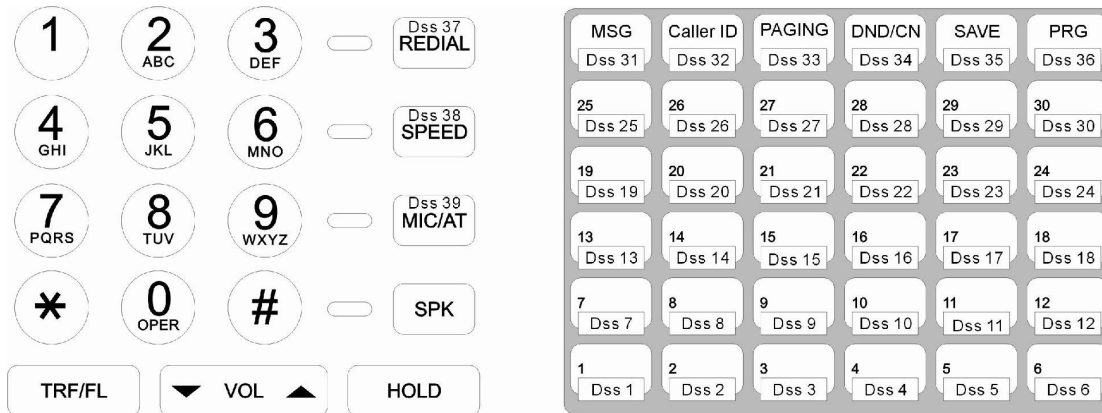 1 2 3 Dss 37
ABC DEF REDIAL
4 5 6 Dss 38
GHI JKL MNO SPEED
7 8 9 Dss 39
PQRS TUV WXYZ MIC/AT
* 0 # SPK
OPER
TRF/FL VOL HOLD
MSG Caller ID PAGING DND/CN SAVE PRG
Dss 31 Dss 32 Dss 33 Dss 34 Dss 35 Dss 36
25 26 27 28 29 30
Dss 25 Dss 26 Dss 27 Dss 28 Dss 29 Dss 30
19 20 21 22 23 24
Dss 19 Dss 20 Dss 21 Dss 22 Dss 23 Dss 24
13 14 15 16 17 18
Dss 13 Dss 14 Dss 15 Dss 16 Dss 17 Dss 18
7 8 9 10 11 12
Dss 7 Dss 8 Dss 9 Dss 10 Dss 11 Dss 12
1 2 3 4 5 6
Dss 1 Dss 2 Dss 3 Dss 4 Dss 5 Dss 6